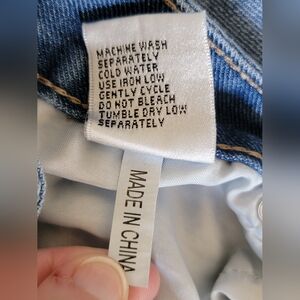 MACHINE WASH
SEPARATELY
COLD WATER
USE IRON LOW
GENTLY CYCLE
DO NOT BLEACH
TUMBLE DRY LOW
SEPARATELY
MADE IN CHINA